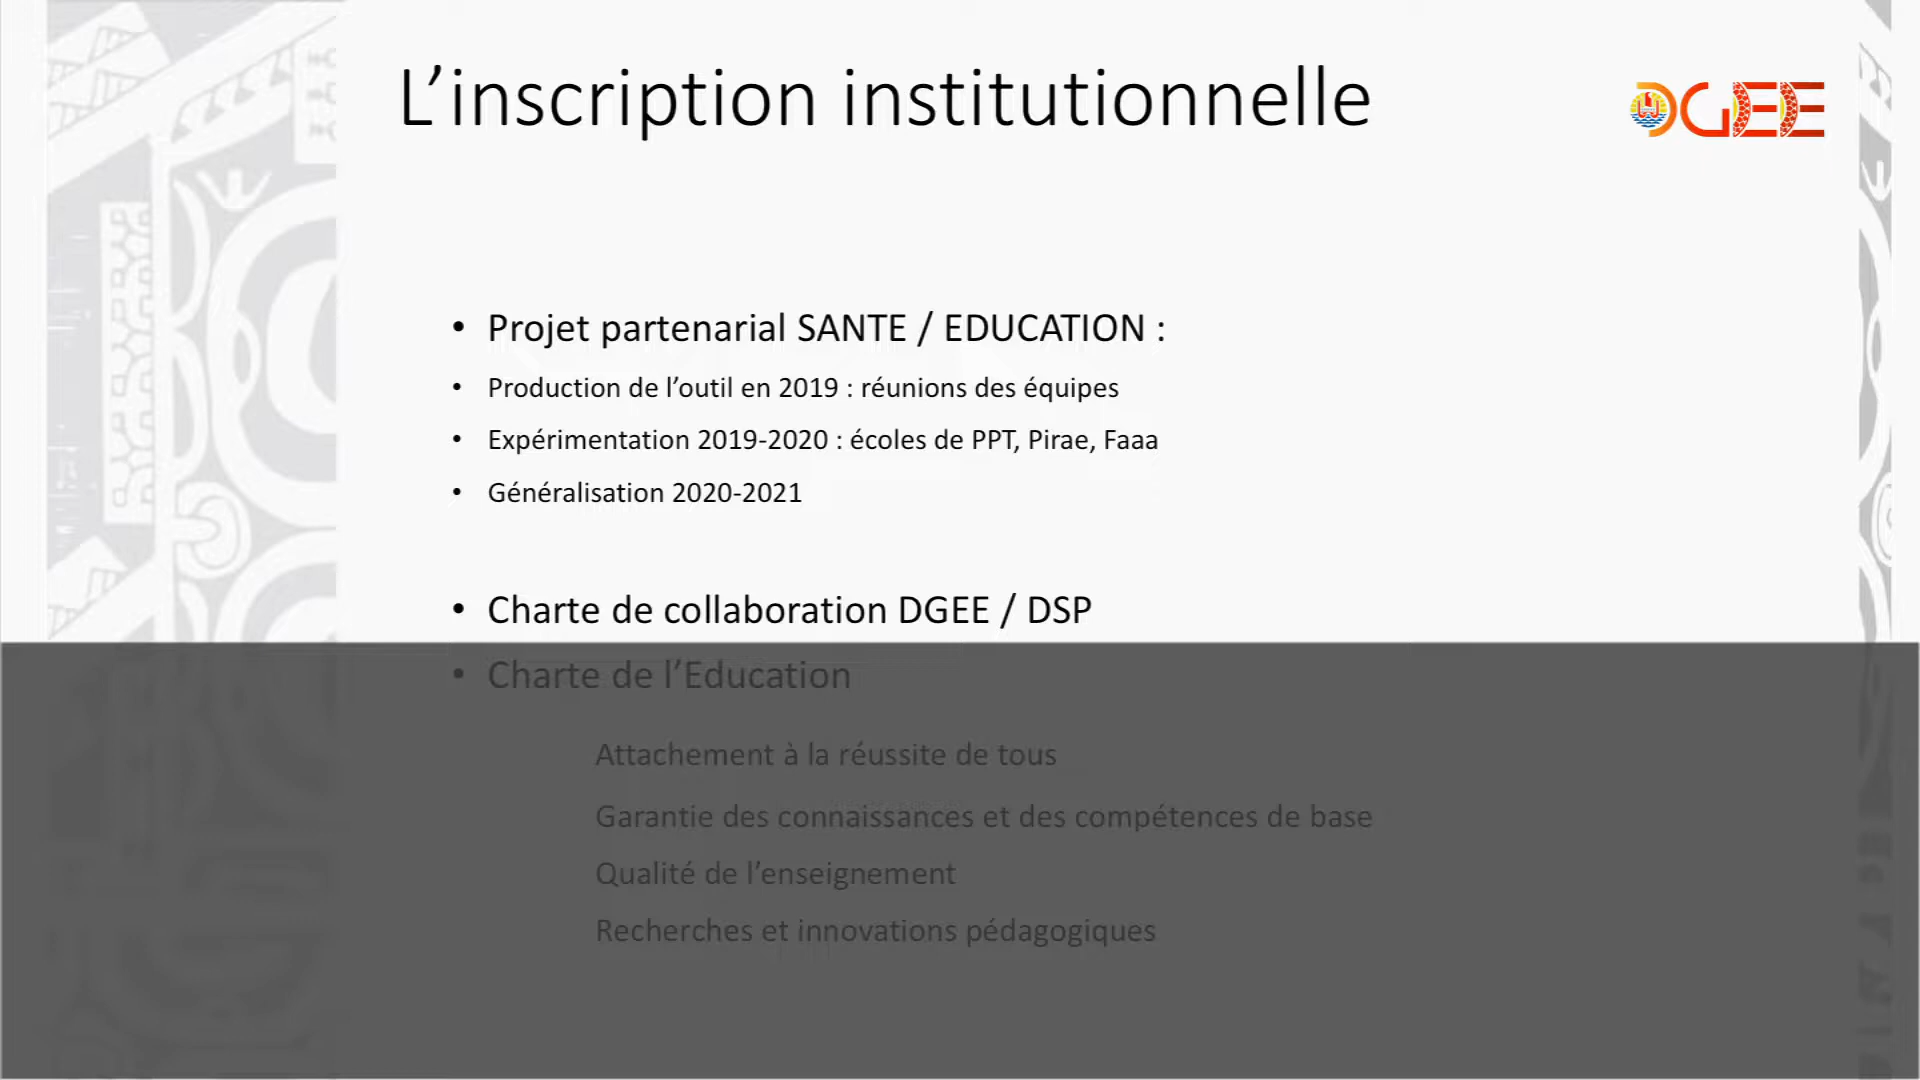 L’inscription institutionnelle
DGEE
• Projet partenarial SANTE / EDUCATION :
• Production de l’outil en 2019 : réunions des équipes
• Expérimentation 2019-2020 : écoles de PPT, Pirae, Faaa
• Généralisation 2020-2021
• Charte de collaboration DGEE / DSP
• Charte de l’Education
Attachement à la réussite de tous
Garantie des connaissances et des compétences de base
Qualité de l’enseignement
Recherches et innovations pédagogiques